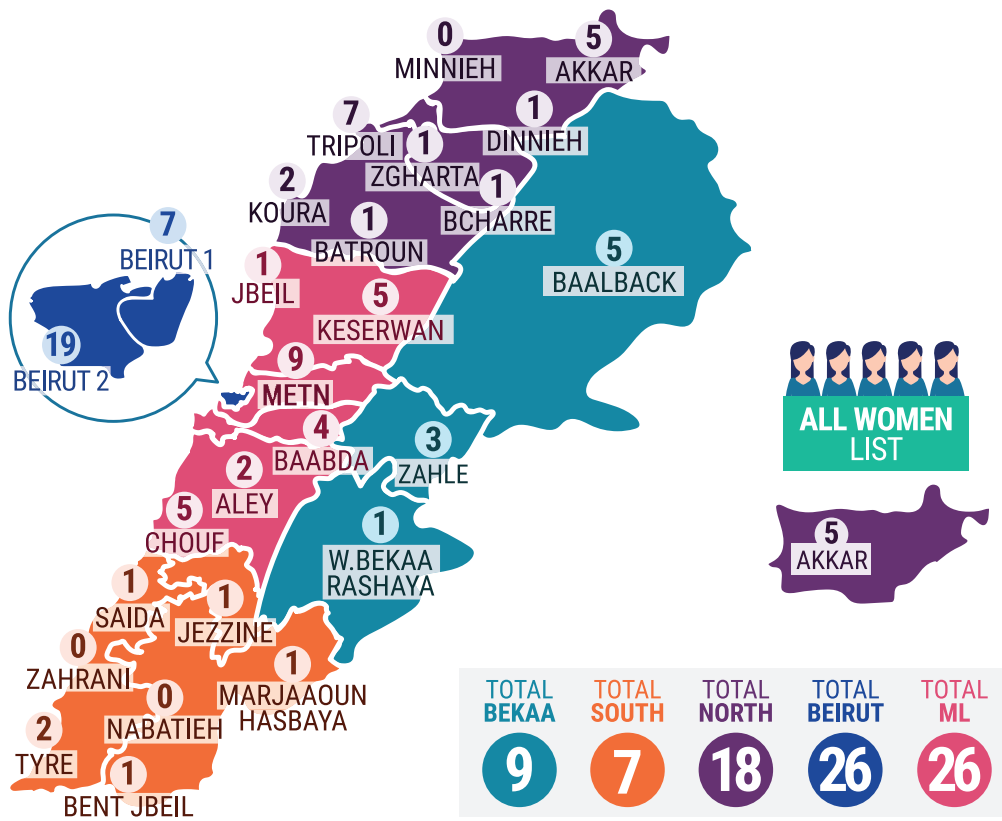 0
MINNIEH
5
AKKAR
1
DINNIEH
7
TRIPOLI
1
ZGHARTA
2
KOURA
1
BCHARRE
1
BATROUN
5
BAALBACK
7
BEIRUT 1
19
BEIRUT 2
1
JBEIL
5
KESERWAN
9
METN
4
BAABDA
3
ZAHLE
2
ALEY
5
CHOUF
1
W.BEKAA
RASHAYA
1
SAIDA
1
JEZZINE
0
ZAHRANI
1
MARJAAOUN
HASBAYA
0
NABATIEH
2
TYRE
1
BENT JBEIL
ALL WOMEN
LIST
5
AKKAR
TOTAL
BEKAA
9
TOTAL
SOUTH
7
TOTAL
NORTH
18
TOTAL
BEIRUT
26
TOTAL
ML
26